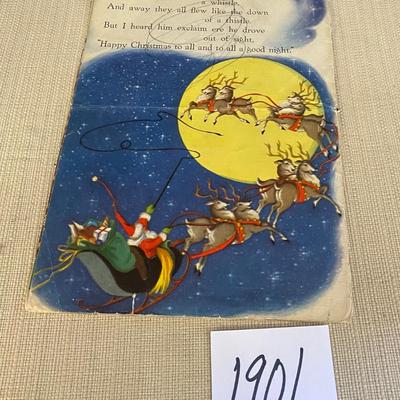 a whistle,
And away they all flew like the down
of a thistle.
But I heard him exclaim ere he drove
out of sight,
"Happy Christmas to all and to all a good night."
1901